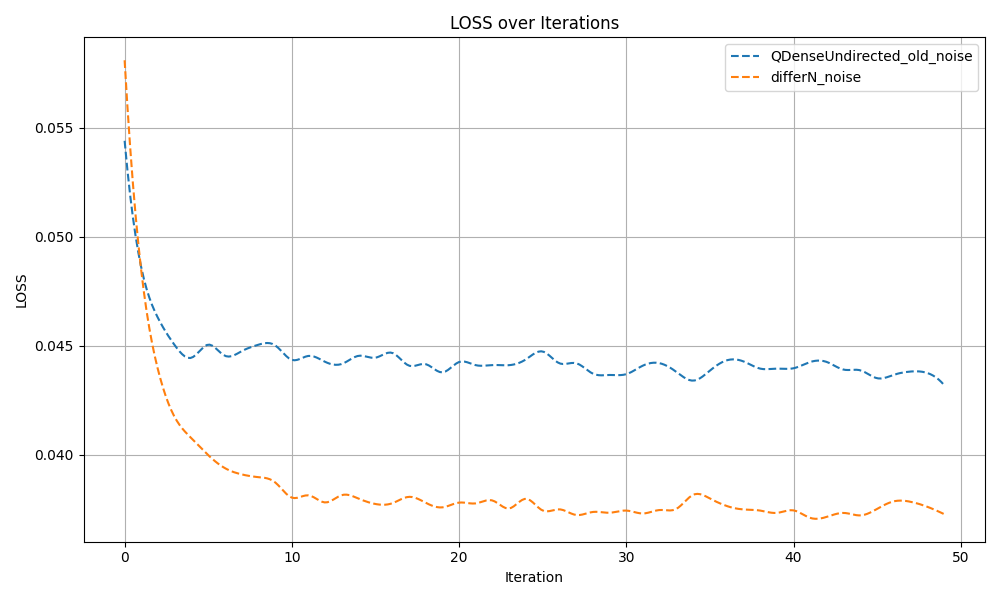 LOSS over Iterations
QDenseUndirected_old_noise
differN_noise
LOSS
0.055
0.050
0.045
0.040
0 10 20 30 40 50
Iteration